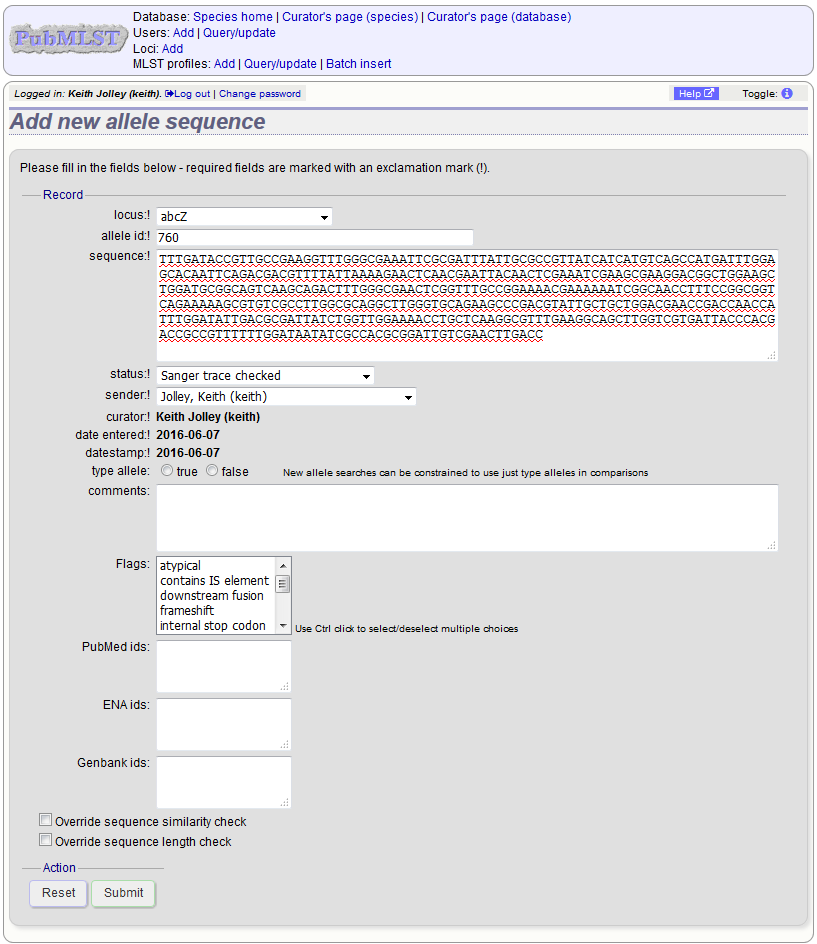 PubMLST
Database: Species home | Curator's page (species) | Curator's page (database)
Users: Add | Query/update
Loci: Add
MLST profiles: Add | Query/update | Batch insert
Logged in: Keith Jolley (keith). Log out | Change password
Help
Toggle:
Add new allele sequence
Please fill in the fields below - required fields are marked with an exclamation mark (!).
Record
locus:! abcZ
allele id:! 760
sequence:! TTTGATACCGTTGCCGAAGGTTTGGGCGAAATTCGCGATTTATTGCGCCGTTATCATCATGTCAGCCATGATTTGGA
GCACAATTCAGACGACGTTTTATTAAAAGAACTCAACGAATTACAACTCGAAATCGAAGCGAAGGACGGCTGGAAGC
TGGATGCGGCAGTCAAGCAGACTTTGGGCGAACTCGGTTTGCCGGAAAACGAAAAAATCGGCAACCTTTCCGGCGGT
CAGAAAAAGCGTGTCGCCTTGGCGCAGGCTTGGGTGCAGAAGCCCGACGTATTGCTGCTGGACGAACCGACCAACCA
TTTGGATATTGACGCGATTATCTGGTTGGAAAACCTGCTCAAGGCGTTTGAAGGCAGCTTGGTCGTGATTACCCACG
ACCGCCGTTTTTTGGATAATATCGCCACGCGGATTGTCGAACTTGACC
status:! Sanger trace checked
sender:! Jolley, Keith (keith)
curator:! Keith Jolley (keith)
date entered:! 2016-06-07
datestamp:! 2016-06-07
type allele: true false New allele searches can be constrained to use just type alleles in comparisons
comments:
Flags: atypical
contains IS element
downstream fusion
frameshift
internal stop codon
Use Ctrl click to select/deselect multiple choices
PubMed ids:
ENA ids:
Genbank ids:
Override sequence similarity check
Override sequence length check
Action
Reset Submit